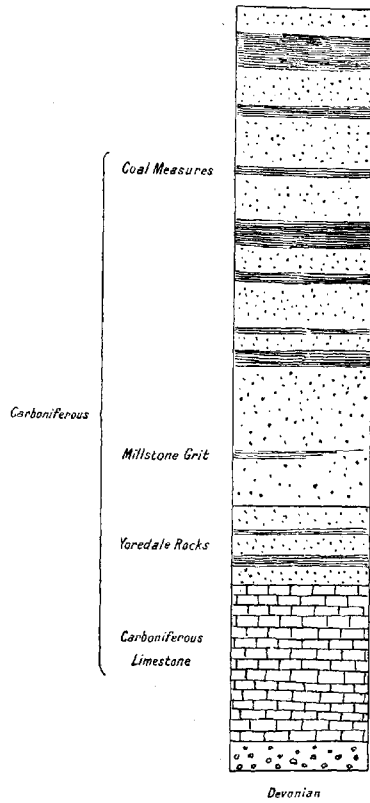 Coal Measures
Carboniferous
Millstone Grit
Yoredale Rocks
Carboniferous
Limestone
Devonian